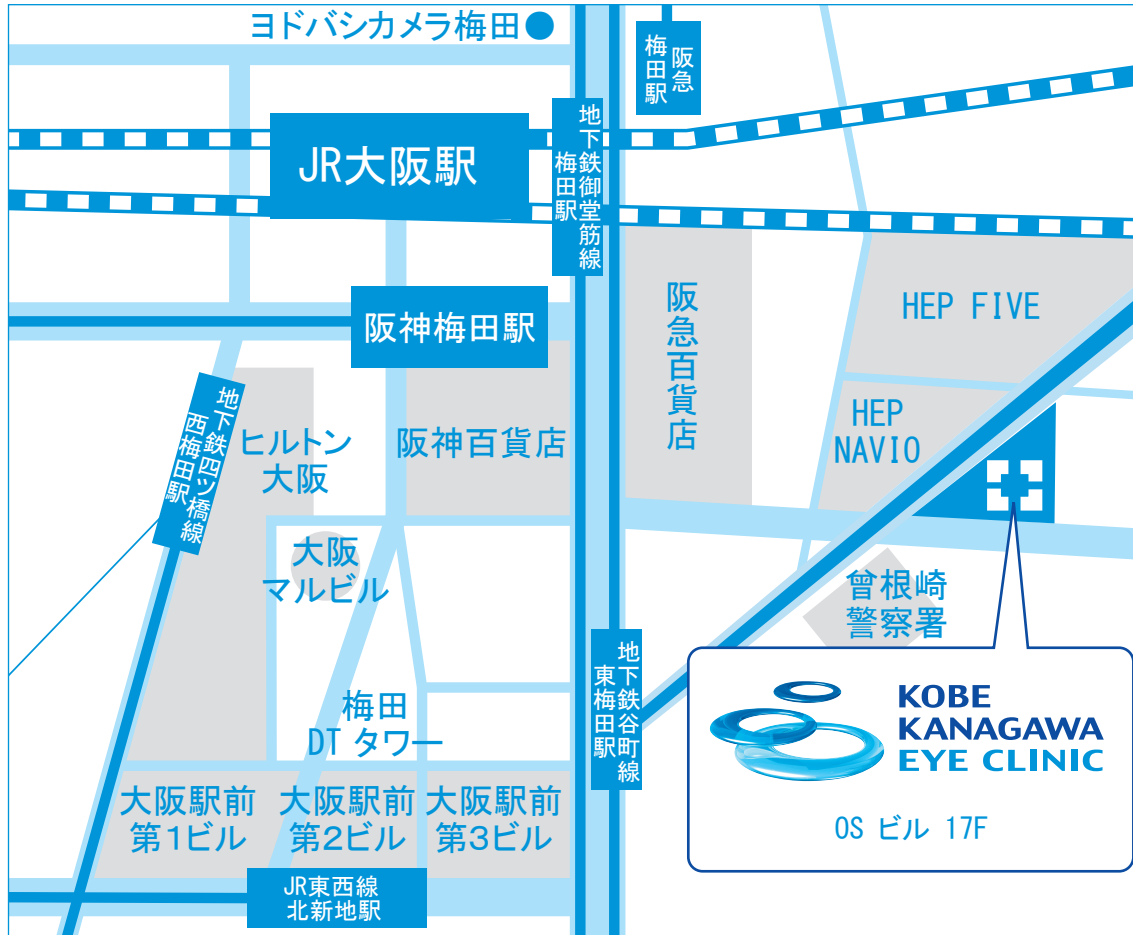 ヨドバシカメラ梅田
阪急
梅田駅
JR大阪駅
地下鉄御堂筋線
梅田駅
阪神梅田駅
阪急百貨店
HEP FIVE
地下鉄四ツ橋線
西梅田駅
ヒルトン
大阪
阪神百貨店
HEP
NAVIO
大阪
マルビル
曾根崎
警察署
地下鉄谷町線
東梅田駅
梅田
DT タワー
KOBE
KANAGAWA
EYE CLINIC
OS ビル 17F
大阪駅前
第1ビル
大阪駅前
第2ビル
大阪駅前
第3ビル
JR東西線
北新地駅